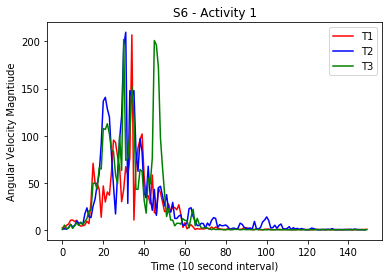 S6 - Activity 1
T1
T2
T3
Angular Velocity Magntiude
200
150
100
50
0
0 20 40 60 80 100 120 140
Time (10 second interval)